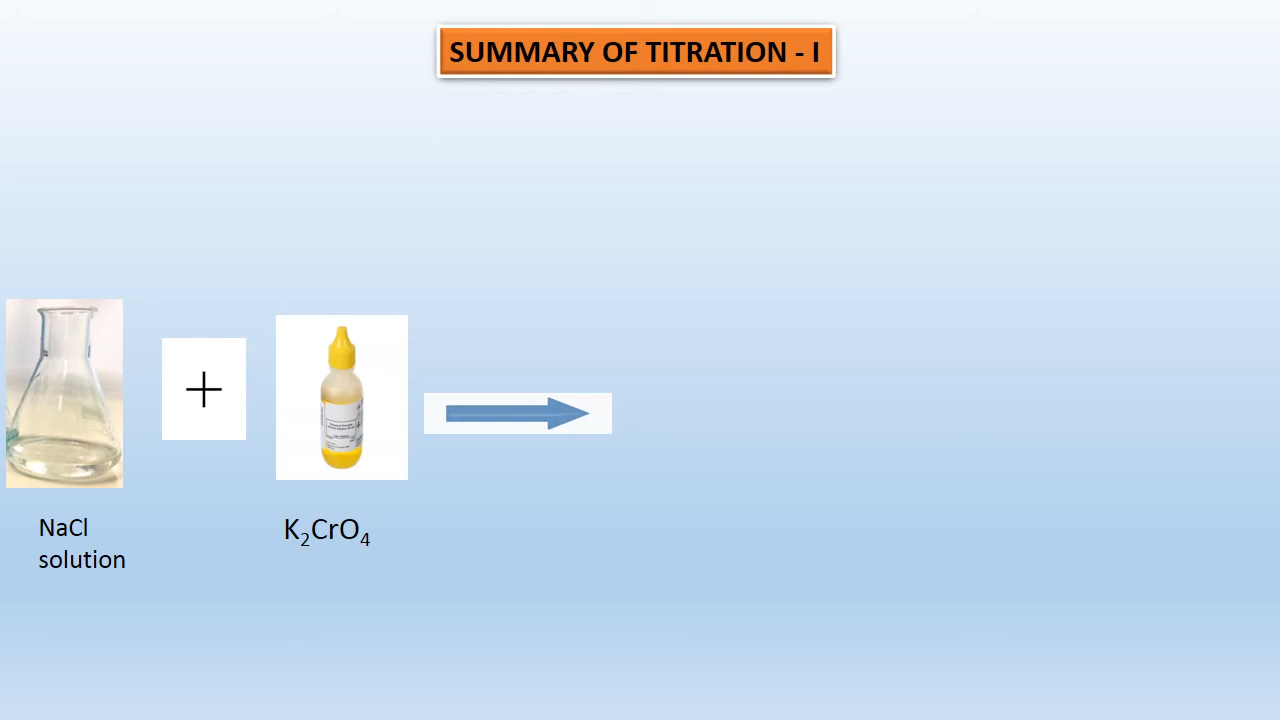 SUMMARY OF TITRATION - I
NaCl
solution
K₂CrO₄